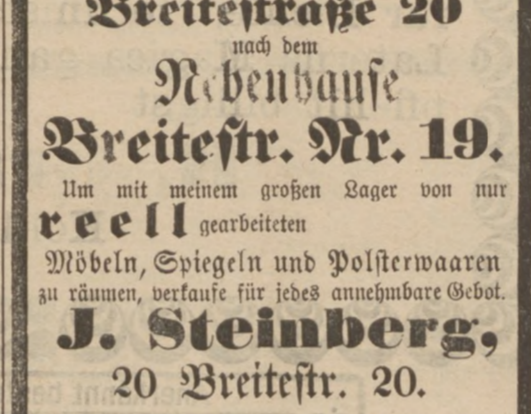 Breitestraße 20
nach dem
Nebenhause
Breitestr. Nr. 19.
Um mit meinem großen Lager von nur
reell gearbeiteten
Möbeln, Spiegeln und Polsterwaaren
zu räumen, verkaufe für jedes annehmbare Gebot.
J. Steinberg,
20 Breitestr. 20.